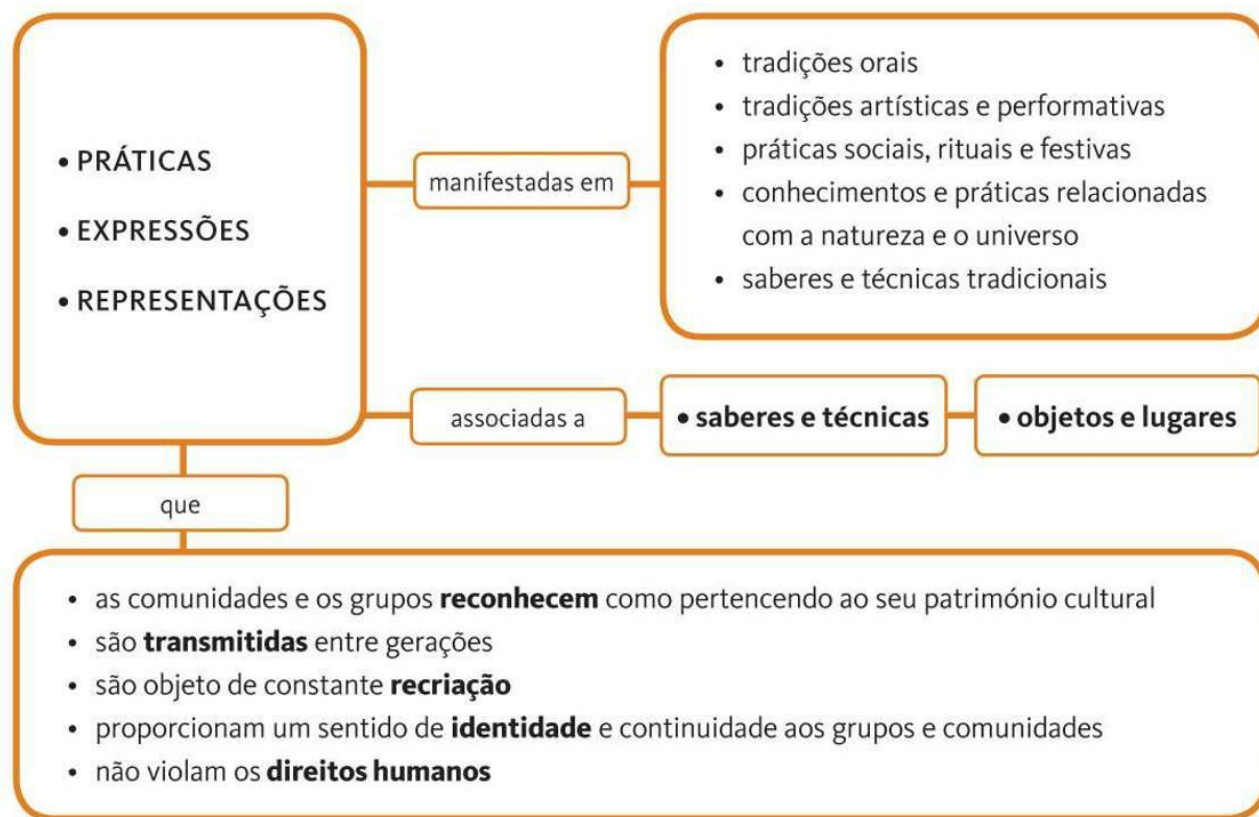 • PRÁTICAS
• EXPRESSÕES
• REPRESENTAÇÕES
manifestadas em
• tradições orais
• tradições artísticas e performativas
• práticas sociais, rituais e festivas
• conhecimentos e práticas relacionadas
com a natureza e o universo
• saberes e técnicas tradicionais
associadas a
• saberes e técnicas
• objetos e lugares
que
• as comunidades e os grupos reconhecem como pertencendo ao seu património cultural
• são transmitidas entre gerações
• são objeto de constante recriação
• proporcionam um sentido de identidade e continuidade aos grupos e comunidades
• não violam os direitos humanos